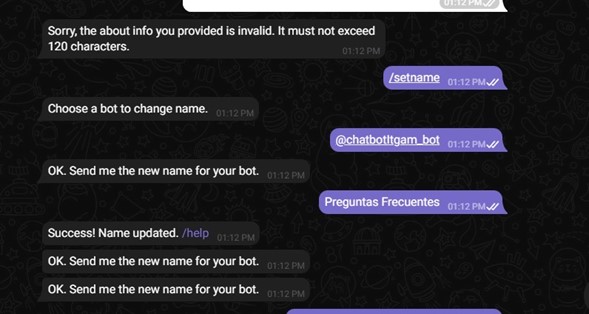 01:12 PM
Sorry, the about info you provided is invalid. It must not exceed
120 characters. 01:12 PM
/setname 01:12 PM
Choose a bot to change name. 01:12 PM
@chatbotItgam_bot 01:12 PM
OK. Send me the new name for your bot. 01:12 PM
Preguntas Frecuentes 01:12 PM
Success! Name updated. /help 01:12 PM
OK. Send me the new name for your bot. 01:12 PM
OK. Send me the new name for your bot. 01:12 PM